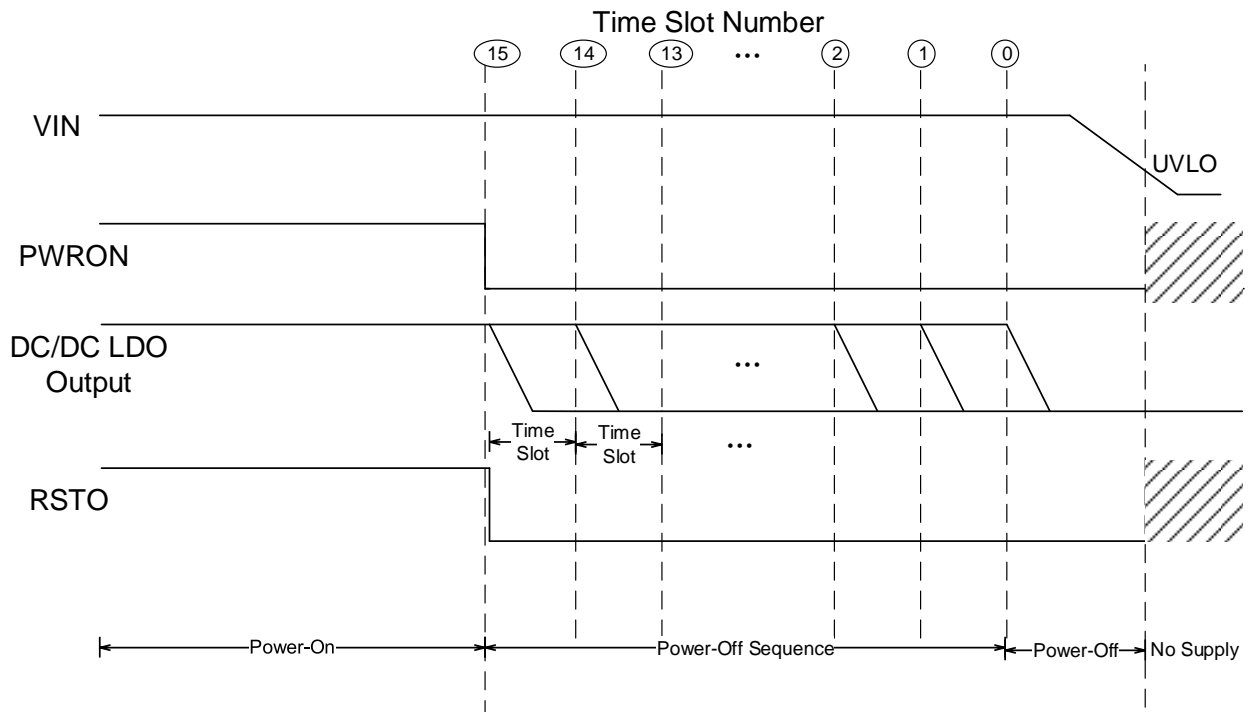 Time Slot Number
15 14 13 ... 2 1 0
VIN
UVLO
PWRON
DC/DC LDO
Output
...
Time
Slot
Time
Slot
...
RSTO
Power-On
Power-Off Sequence
Power-Off
No Supply